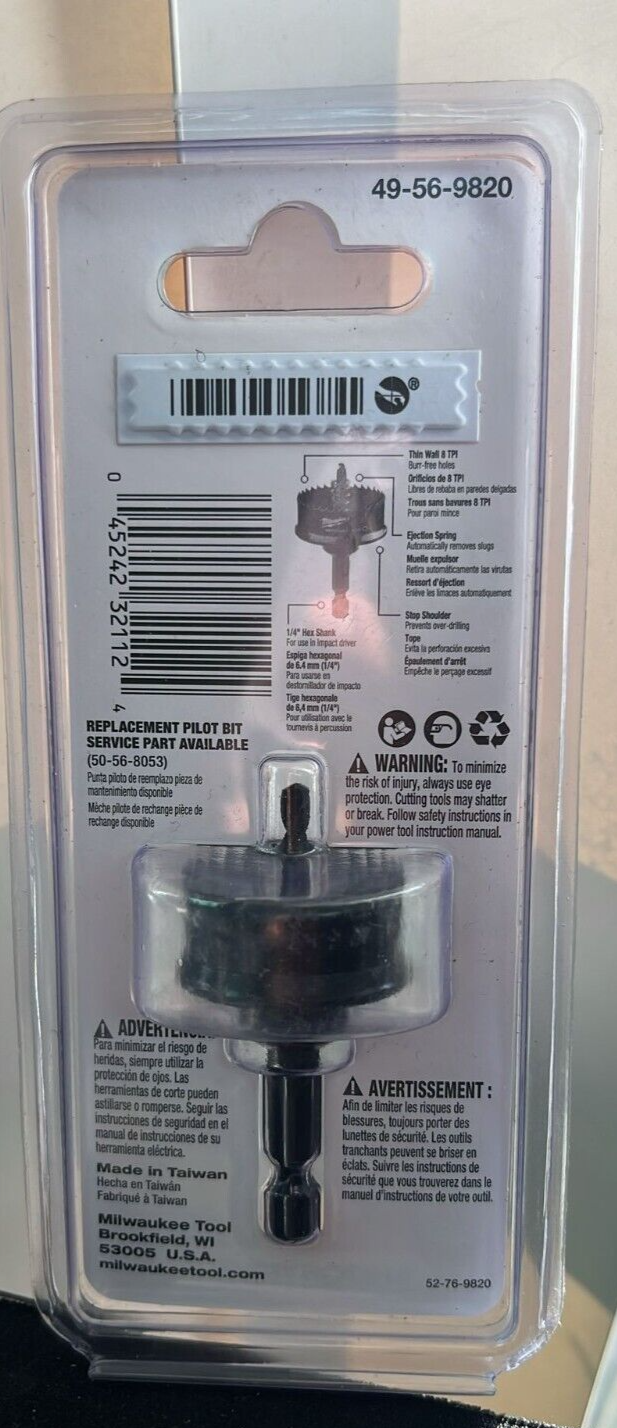 49-56-9820
®
Thin Wall 8 TPI
Burr-free holes
Orificios de 8 TPI
Libres de rebaba en paredes delgadas
Trous sans bavures 8 TPI
Pour paroi mince
Ejection Spring
Automatically removes slugs
Muelle expulsor
Retira automáticamente las virutas
Ressort d'éjection
Enlève les limaces automatiquement
Stop Shoulder
Prevents over-drilling
Tope
Evita la perforación excesiva
Épaulement d'arrêt
Empêche le perçage excessif
1/4" Hex Shank
For use in impact driver
Espiga hexagonal
de 6.4 mm (1/4")
Para usarse en
destornillador de impacto
Tige hexagonale
de 6,4 mm (1/4")
Pour utilisation avec le
tournevis à percussion
0 45242 32112 4
REPLACEMENT PILOT BIT
SERVICE PART AVAILABLE
(50-56-8053)
Punta piloto de reemplazo pieza de
mantenimiento disponible
Mèche pilote de rechange pièce de
rechange disponible
WARNING: To minimize
the risk of injury, always use eye
protection. Cutting tools may shatter
or break. Follow safety instructions in
your power tool instruction manual.
Para minimizar el riesgo de
heridas, siempre utilizar la
protección de ojos. Las
herramientas de corte pueden
astillarse o romperse. Seguir las
instrucciones de seguridad en el
manual de instrucciones de su
herramienta eléctrica.
AVERTISSEMENT :
Afin de limiter les risques de
blessures, toujours porter des
lunettes de sécurité. Les outils
tranchants peuvent se briser en
éclats. Suivre les instructions de
sécurité que vous trouverez dans le
manuel d'instructions de votre outil.
Made in Taiwan
Hecha en Taiwán
Fabriqué à Taiwan
Milwaukee Tool
Brookfield, WI
53005 U.S.A.
milwaukeetool.com
52-76-9820